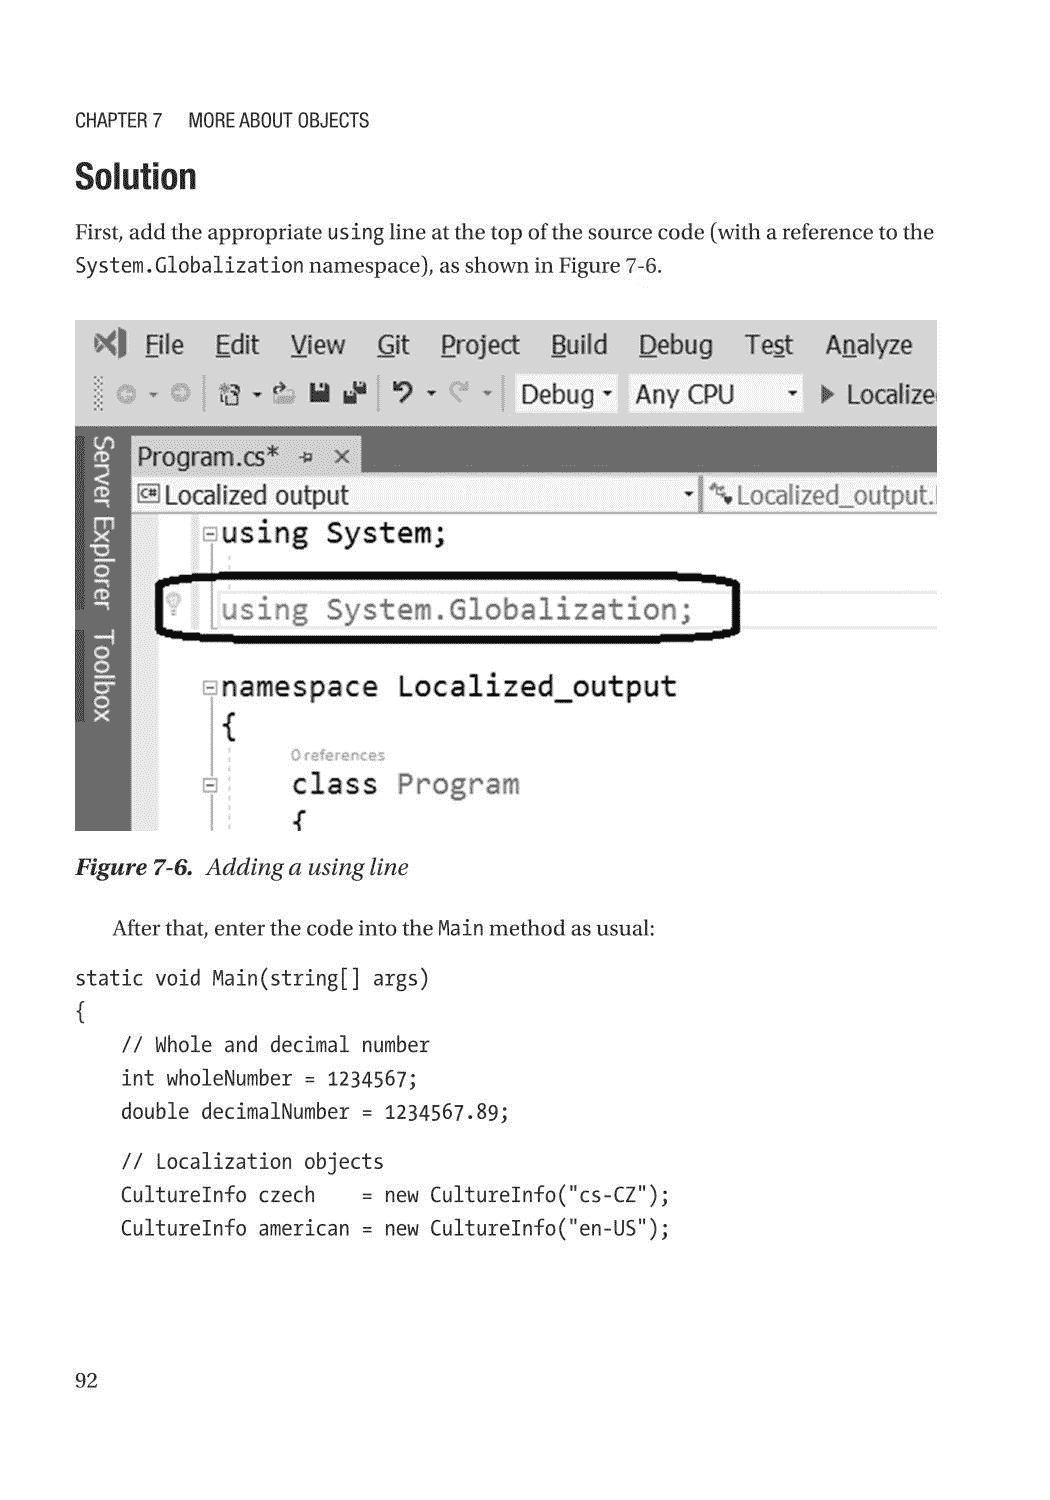 CHAPTER 7 MORE ABOUT OBJECTS
Solution
First, add the appropriate using line at the top of the source code (with a reference to the
System.Globalization namespace), as shown in Figure 7-6.
File Edit View Git Project Build Debug Test Analyze
Debug Any CPU Localize
Server Explorer
Toolbox
Program.cs*
C# Localized output Localized_output.
using System;
using System.Globalization;
namespace Localized_output
{
0 references
class Program
{
Figure 7-6. Adding a using line
After that, enter the code into the Main method as usual:
static void Main(string[] args)
{
// Whole and decimal number
int wholeNumber = 1234567;
double decimalNumber = 1234567.89;
// Localization objects
CultureInfo czech = new CultureInfo("cs-CZ");
CultureInfo american = new CultureInfo("en-US");
92